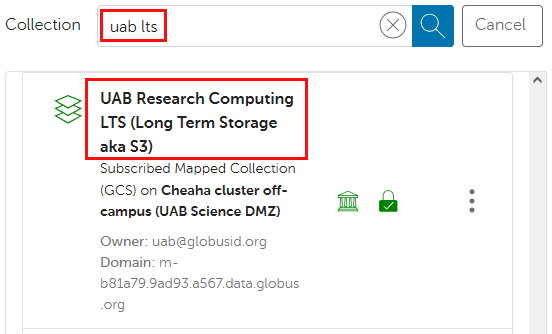 Collection
uab lts
Cancel
UAB Research Computing
LTS (Long Term Storage
aka S3)
Subscribed Mapped Collection
(GCS) on Cheaha cluster off-
campus (UAB Science DMZ)
Owner: uab@globusid.org
Domain: m-
b81a79.9ad93.a567.data.globus
.org